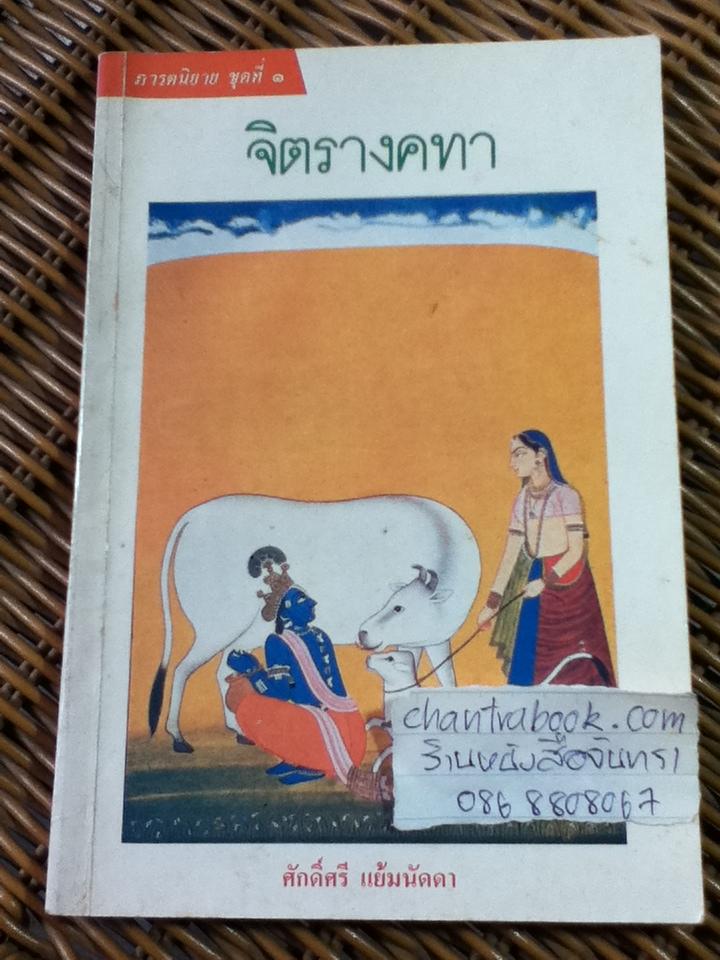 ภารตนิยาย ชุดที่ ๑
จิตรางคทา
chantrabook.com
ร้านหนังสือจันทรา
086 8808067
ศักดิ์ศรี แย้มนัดดา